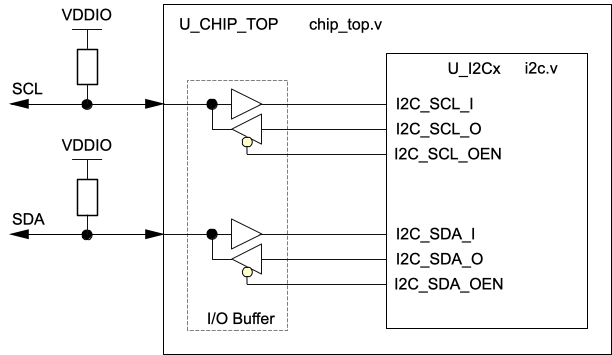 VDDIO
U_CHIP_TOP chip_top.v
U_I2Cx i2c.v
SCL
I2C_SCL_I
I2C_SCL_O
I2C_SCL_OEN
VDDIO
SDA
I2C_SDA_I
I2C_SDA_O
I2C_SDA_OEN
I/O Buffer